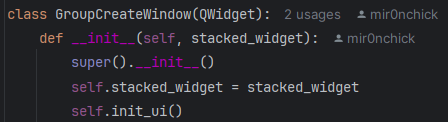 class GroupCreateWindow(QWidget): 2 usages mir0nchick
def __init__(self, stacked_widget): mir0nchick
super().__init__()
self.stacked_widget = stacked_widget
self.init_ui()